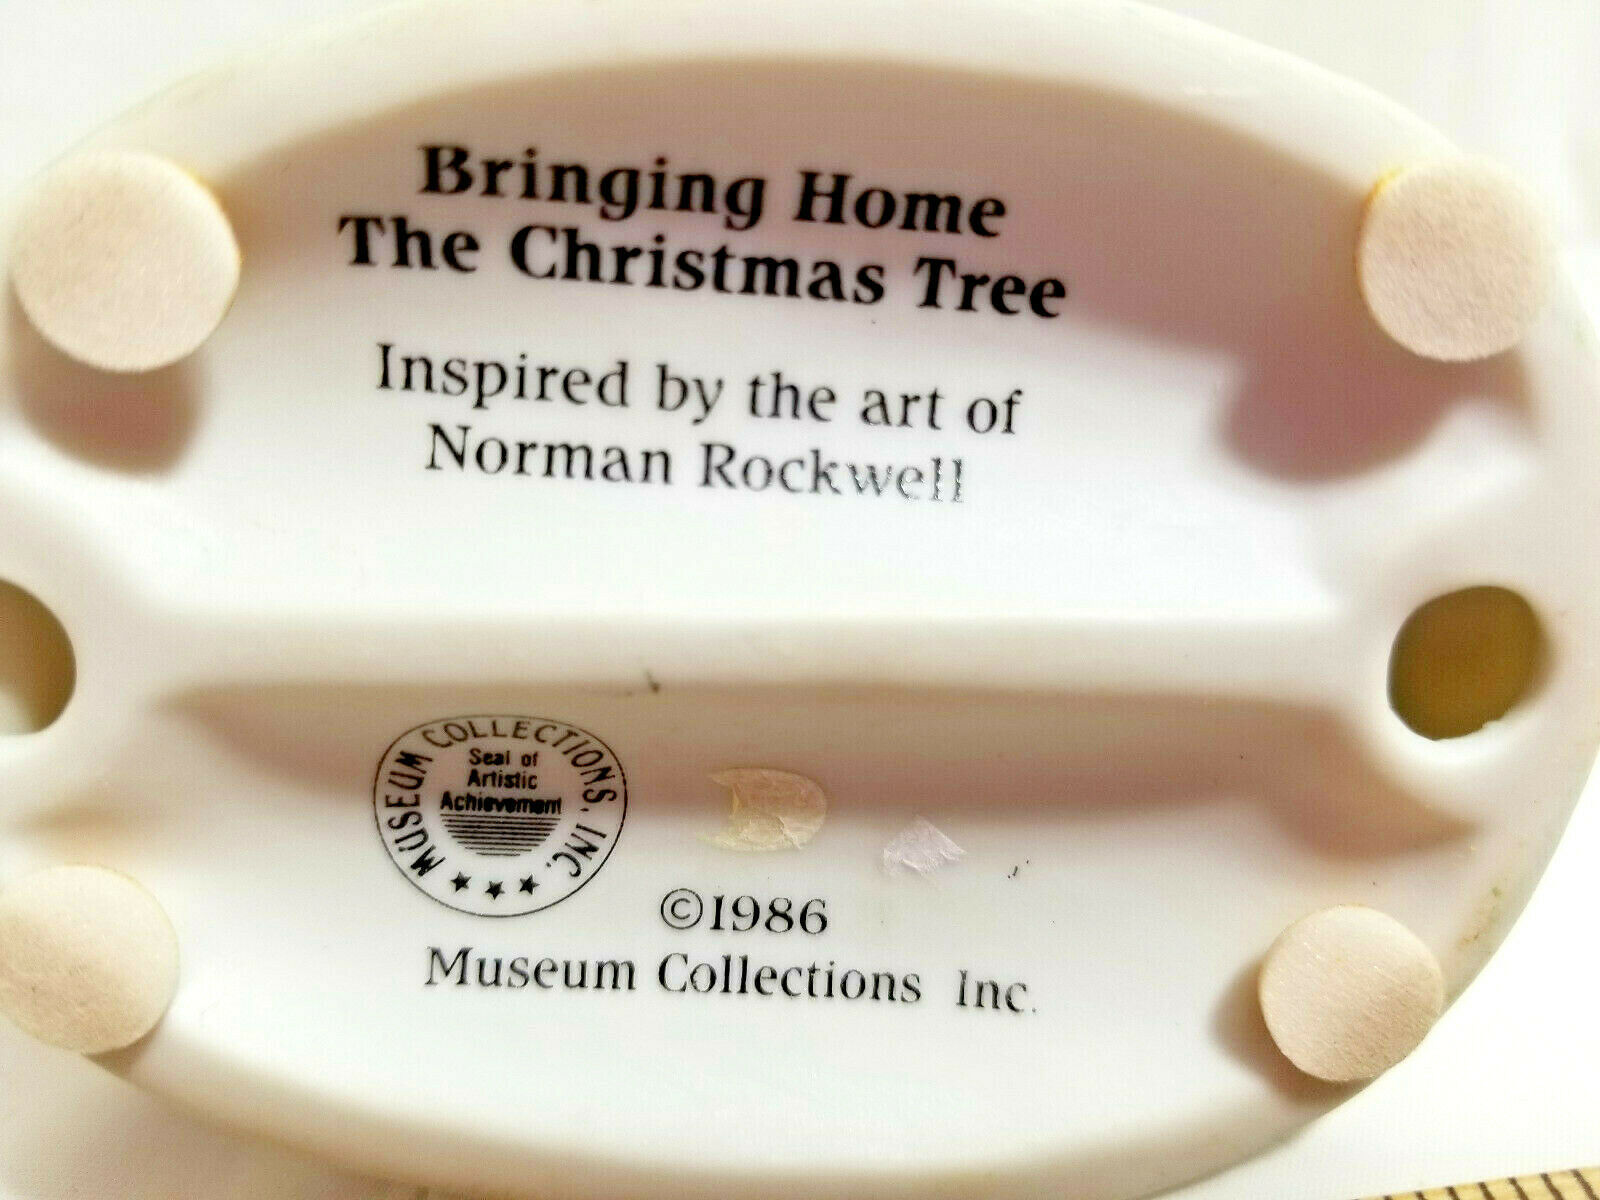 Bringing Home
The Christmas Tree
Inspired by the art of
Norman Rockwell
MUSEUM COLLECTIONS, INC.
Seal of
Artistic
Achievement
©1986
Museum Collections Inc.